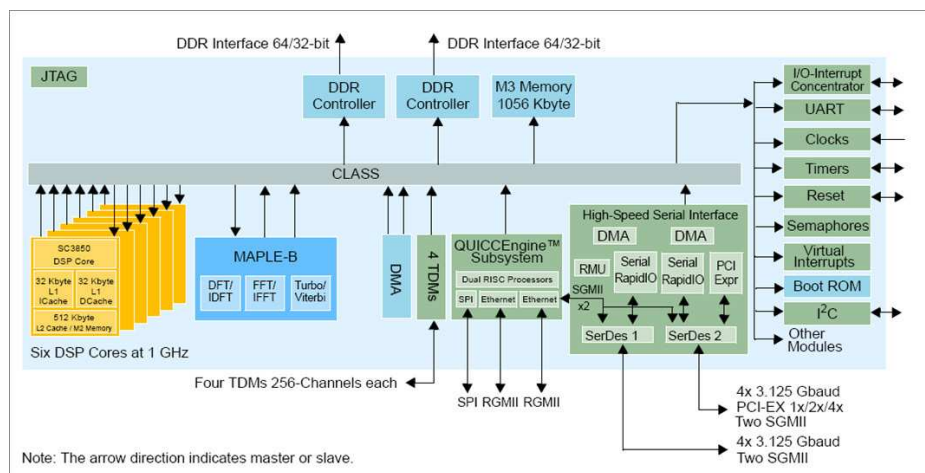 DDR Interface 64/32-bit
DDR Interface 64/32-bit
JTAG
DDR
Controller
DDR
Controller
M3 Memory
1056 Kbyte
I/O-Interrupt
Concentrator
UART
Clocks
Timers
Reset
Semaphores
Virtual
Interrupts
Boot ROM
I²C
Other
Modules
CLASS
SC3850
DSP Core
32 Kbyte
L1
ICache
32 Kbyte
L1
DCache
512 Kbyte
L2 Cache / M2 Memory
Six DSP Cores at 1 GHz
MAPLE-B
DFT/
IDFT
FFT/
IFFT
Turbo/
Viterbi
DMA
4 TDMs
QUICCEngine™
Subsystem
Dual RISC Processors
SPI
Ethernet
Ethernet
High-Speed Serial Interface
DMA
DMA
RMU
Serial
RapidIO
Serial
RapidIO
PCI
Expr
SGMII
x2
SerDes 1
SerDes 2
Four TDMs 256-Channels each
SPI
RGMII
RGMII
4x 3.125 Gbaud
PCI-EX 1x/2x/4x
Two SGMII
4x 3.125 Gbaud
Two SGMII
Note: The arrow direction indicates master or slave.